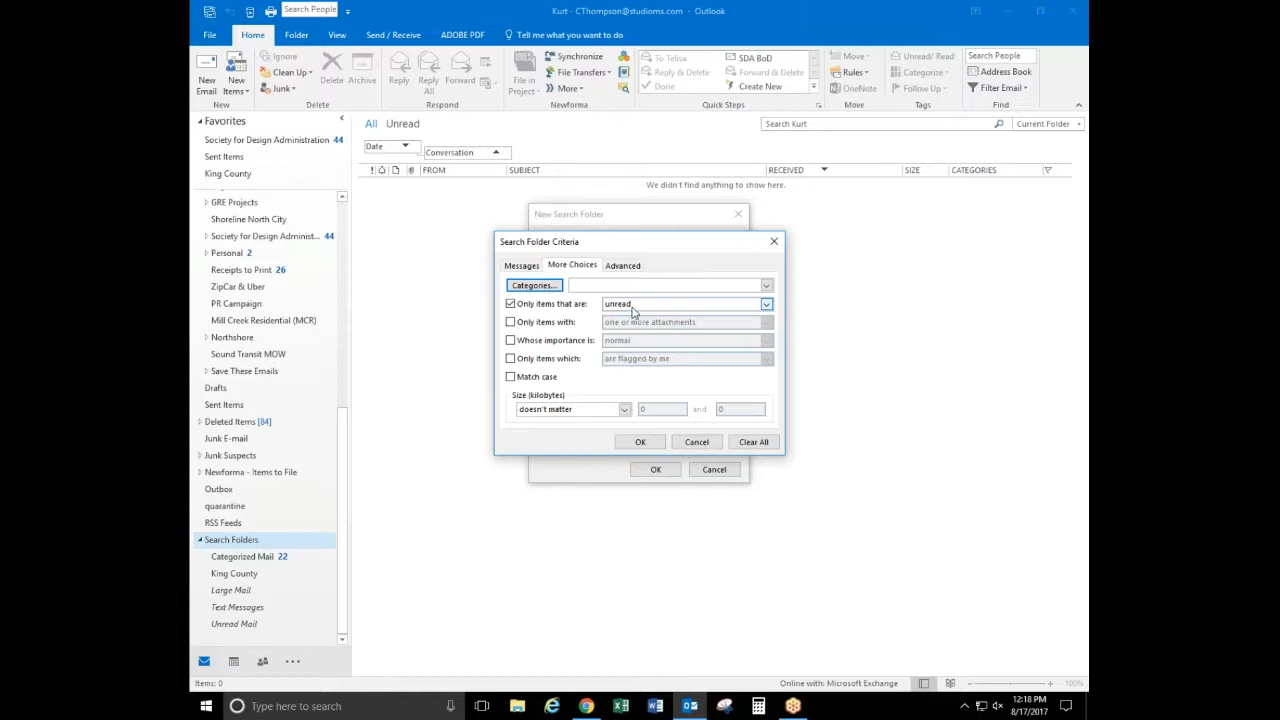 Search People
Kurt - CThompson@studioms.com - Outlook
File Home Folder View Send / Receive ADOBE PDF Tell me what you want to do
New Email
New Items
Ignore
Clean Up
Junk
Delete
Archive
Reply
Reply All
Forward
File in Project
Synchronize
File Transfers
More
To Telisa
Reply & Delete
Done
SDA BoD
Forward & Delete
Create New
Move
Rules
OneNote
Unread/ Read
Categorize
Follow Up
Search People
Address Book
Filter Email
New Delete Respond Newforma Quick Steps Move Tags Find
Favorites
Society for Design Administration 44
Sent Items
King County
GRE Projects
Shoreline North City
Society for Design Administ... 44
Personal 2
Receipts to Print 26
ZipCar & Uber
PR Campaign
Mill Creek Residential (MCR)
Northshore
Sound Transit MOW
Save These Emails
Drafts
Sent Items
Deleted Items [84]
Junk E-mail
Junk Suspects
Newforma - Items to File
Outbox
quarantine
RSS Feeds
Search Folders
Categorized Mail 22
King County
Large Mail
Text Messages
Unread Mail
All Unread
Search Kurt
Current Folder
Date
Conversation
! FROM SUBJECT RECEIVED SIZE CATEGORIES
We didn't find anything to show here.
New Search Folder
Search Folder Criteria
Messages More Choices Advanced
Categories...
Only items that are: unread
Only items with: one or more attachments
Whose importance is: normal
Only items which: are flagged by me
Match case
Size (kilobytes)
doesn't matter 0 and 0
OK Cancel Clear All
OK Cancel
Items: 0
Online with: Microsoft Exchange
100%
Type here to search
12:18 PM
8/17/2017